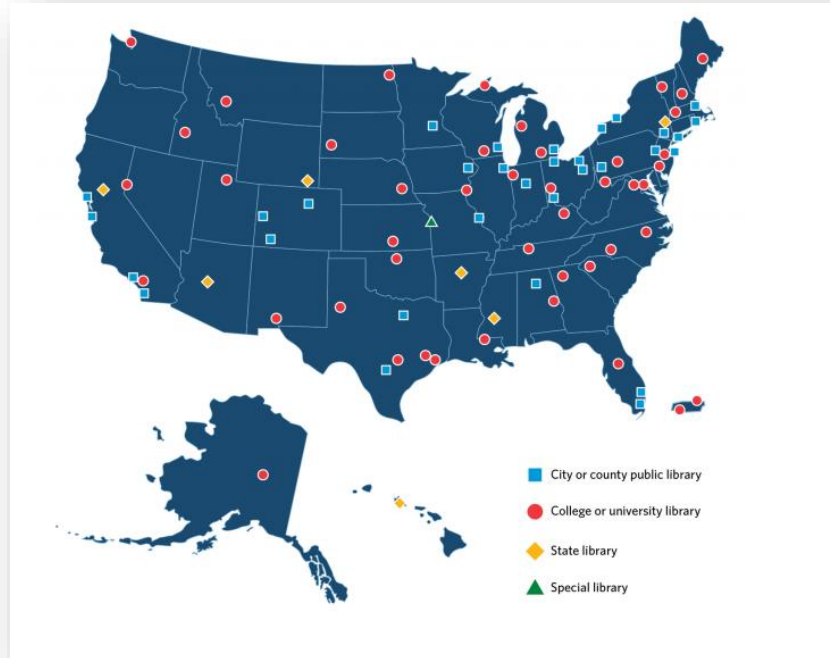 City or county public library
College or university library
State library
Special library